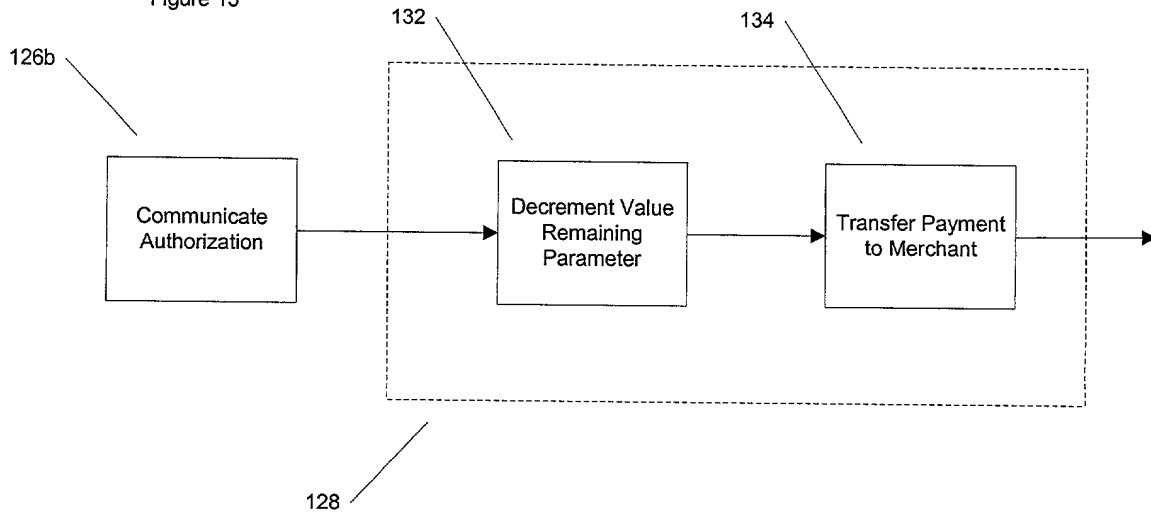 Figure 13
132
134
126b
Communicate
Authorization
Decrement Value
Remaining
Parameter
Transfer Payment
to Merchant
128